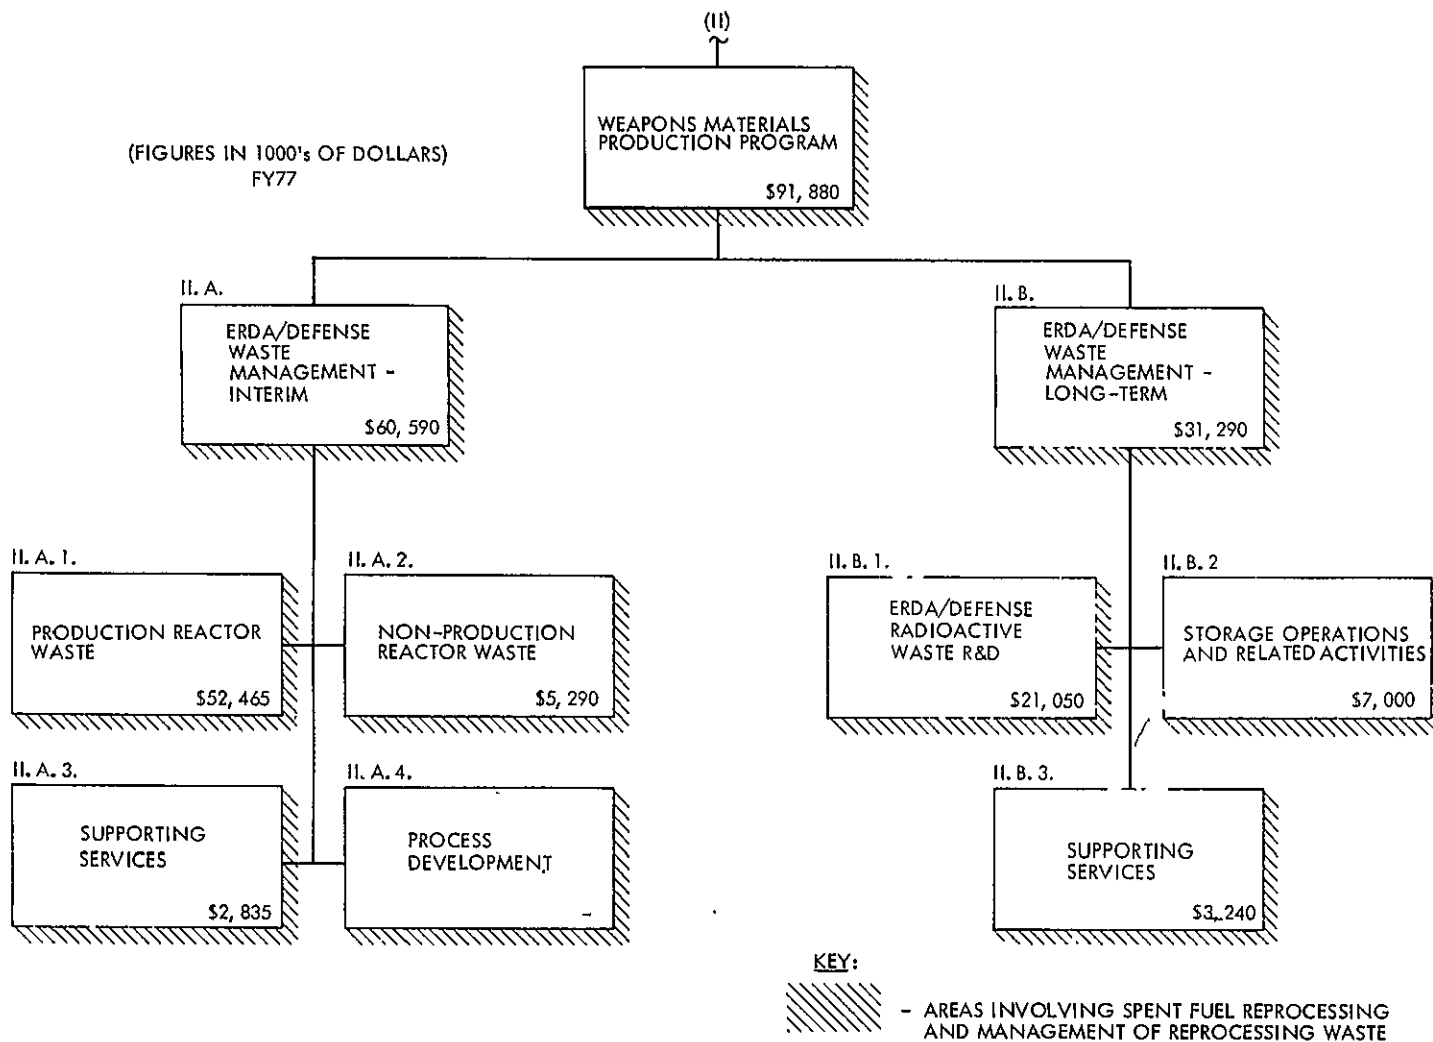 (II)
WEAPONS MATERIALS
PRODUCTION PROGRAM
$91, 880
(FIGURES IN 1000's OF DOLLARS)
FY77
II. A.
ERDA/DEFENSE
WASTE
MANAGEMENT -
INTERIM
$60, 590
II. B.
ERDA/DEFENSE
WASTE
MANAGEMENT -
LONG-TERM
$31, 290
II. A. 1.
PRODUCTION REACTOR
WASTE
$52, 465
II. A. 2.
NON-PRODUCTION
REACTOR WASTE
$5, 290
II. B. 1.
ERDA/DEFENSE
RADIOACTIVE
WASTE R&D
$21, 050
II. B. 2
STORAGE OPERATIONS
AND RELATED ACTIVITIES
$7, 000
II. A. 3.
SUPPORTING
SERVICES
$2, 835
II. A. 4.
PROCESS
DEVELOPMENT
-
II. B. 3.
SUPPORTING
SERVICES
$3, 240
KEY:
- AREAS INVOLVING SPENT FUEL REPROCESSING
AND MANAGEMENT OF REPROCESSING WASTE